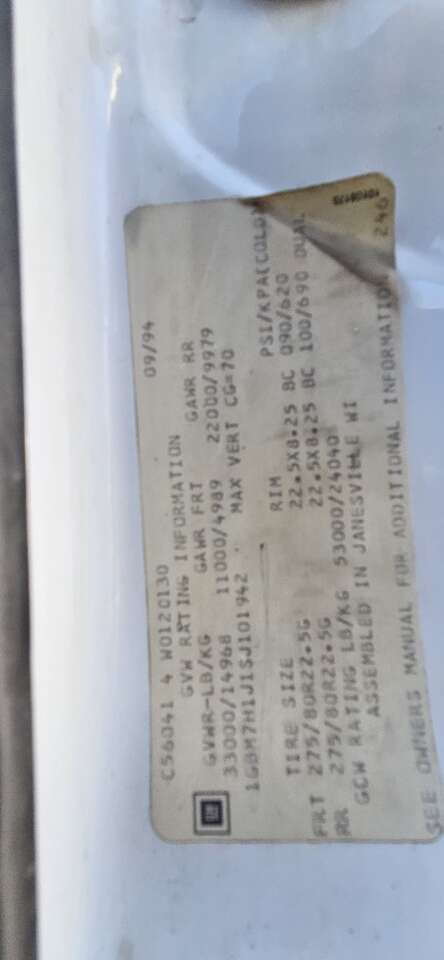 C56041 4 W0120130 09/94
GVW RATING INFORMATION
GVWR-LB/KG GAWR FRT GAWR RR
33000/14968 11000/4989 22000/9979
1GBM7H1J1SJ101942 MAX VERT CG=70
TIRE SIZE RIM PSI/KPA(COLD)
FRT 275/80R22.5G 22.5X8.25 BC 090/620
RR 275/80R22.5G 22.5X8.25 BC 100/690 DUAL
GCW RATING LB/KG 53000/24040
ASSEMBLED IN JANESVILLE WI
SEE OWNERS MANUAL FOR ADDITIONAL INFORMATION 240
GM